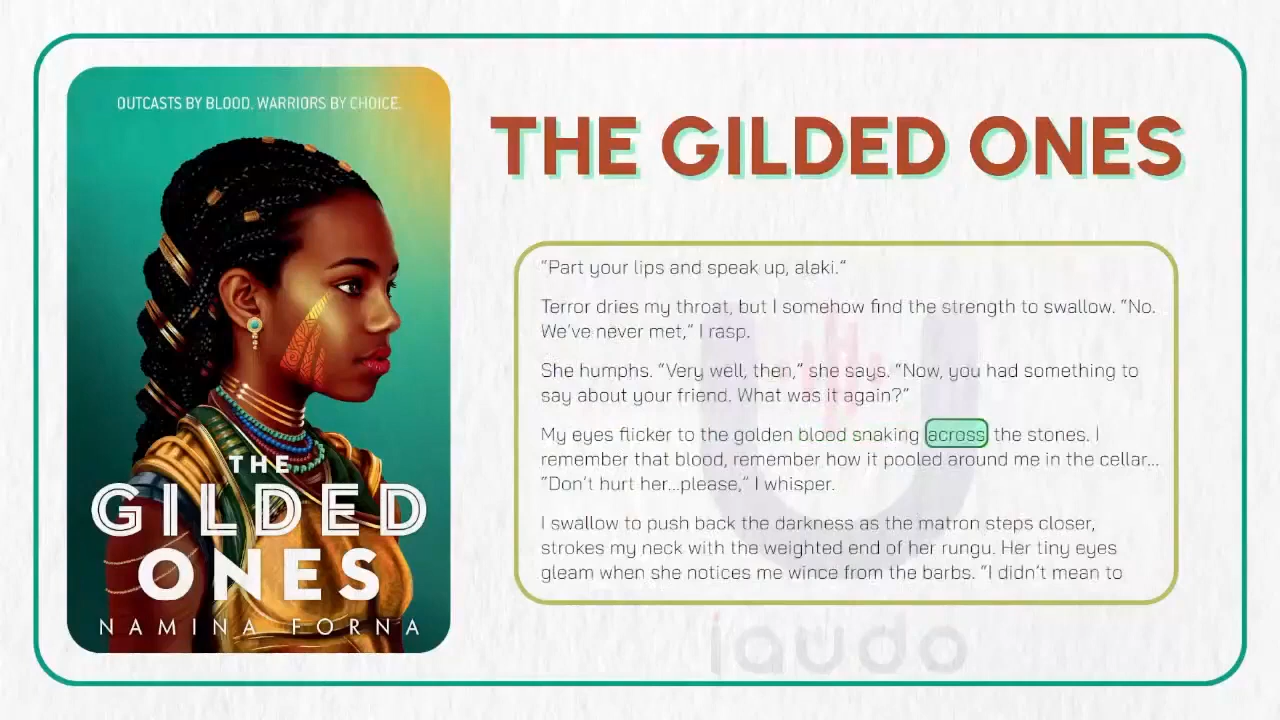 OUTCASTS BY BLOOD. WARRIORS BY CHOICE.
THE
GILDED
ONES
NAMINA FORNA
THE GILDED ONES
“Part your lips and speak up, alaki.”
Terror dries my throat, but I somehow find the strength to swallow. “No.
We’ve never met,” I rasp.
She humphs. “Very well, then,” she says. “Now, you had something to
say about your friend. What was it again?”
My eyes flicker to the golden blood snaking across the stones. I
remember that blood, remember how it pooled around me in the cellar...
“Don’t hurt her...please,” I whisper.
I swallow to push back the darkness as the matron steps closer,
strokes my neck with the weighted end of her rungu. Her tiny eyes
gleam when she notices me wince from the barbs. “I didn’t mean to
iaudo